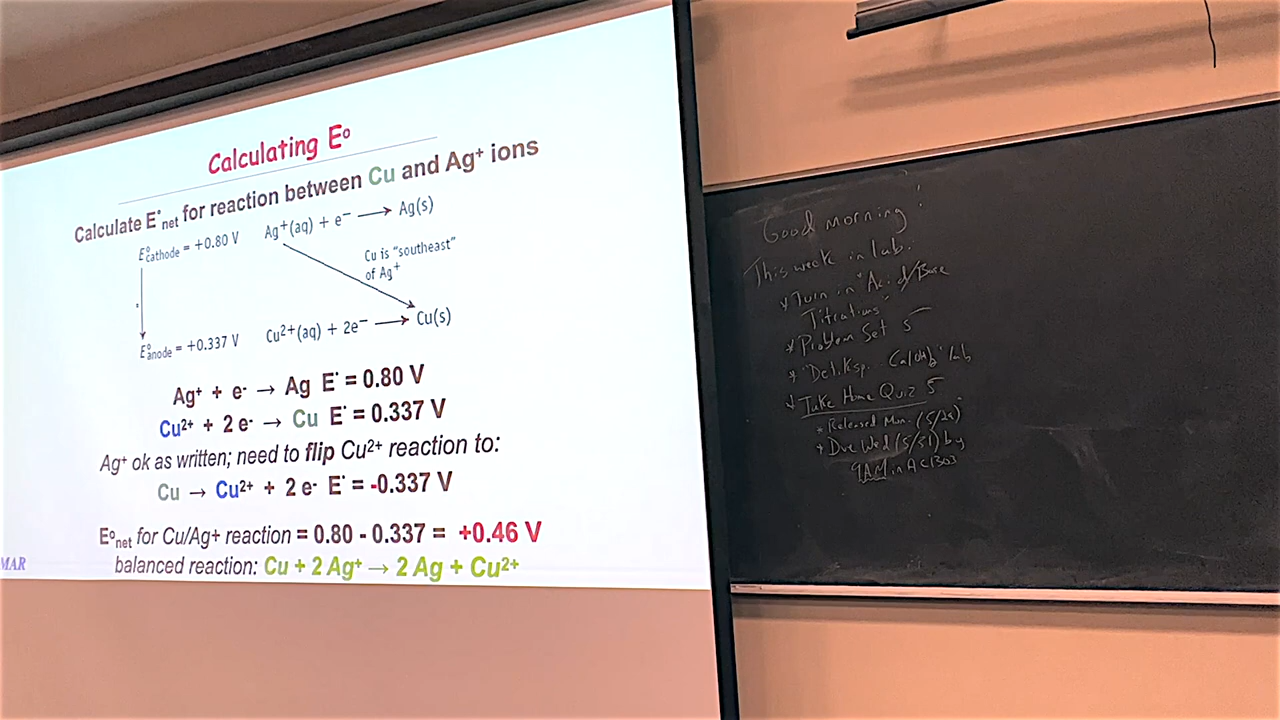 Calculating E°
Calculate E°net for reaction between Cu and Ag⁺ ions
E°cathode = +0.80 V
Ag⁺(aq) + e⁻ → Ag(s)
Cu is "southeast"
of Ag⁺
E°anode = +0.337 V
Cu²⁺(aq) + 2e⁻ → Cu(s)
Ag⁺ + e⁻ → Ag E° = 0.80 V
Cu²⁺ + 2 e⁻ → Cu E° = 0.337 V
Ag⁺ ok as written; need to flip Cu²⁺ reaction to:
Cu → Cu²⁺ + 2 e⁻ E° = -0.337 V
E°net for Cu/Ag+ reaction = 0.80 - 0.337 = +0.46 V
balanced reaction: Cu + 2 Ag⁺ → 2 Ag + Cu²⁺
MAR
Good morning!
This week in lab.
* Turn in "Acid/Base
Titrations"
* Problem Set 5
* "Det. Ksp Ca(OH)₂" lab
* Take Home Quiz 5
* Released Mon. (5/29)
* Due Wed (5/31) by
9AM in AC1303